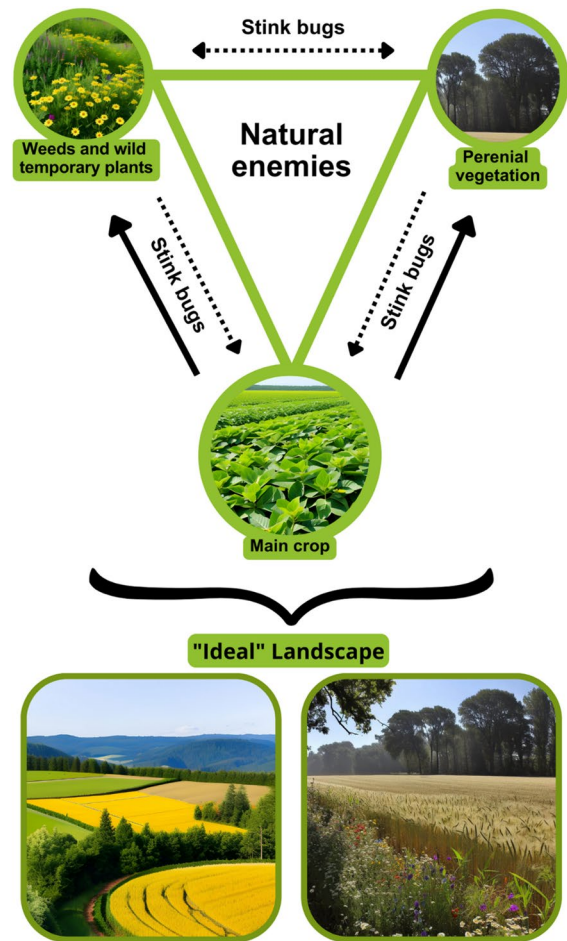 Stink bugs
Natural
enemies
Weeds and wild
temporary plants
Perenial
vegetation
Stink bugs
Stink bugs
Main crop
"Ideal" Landscape